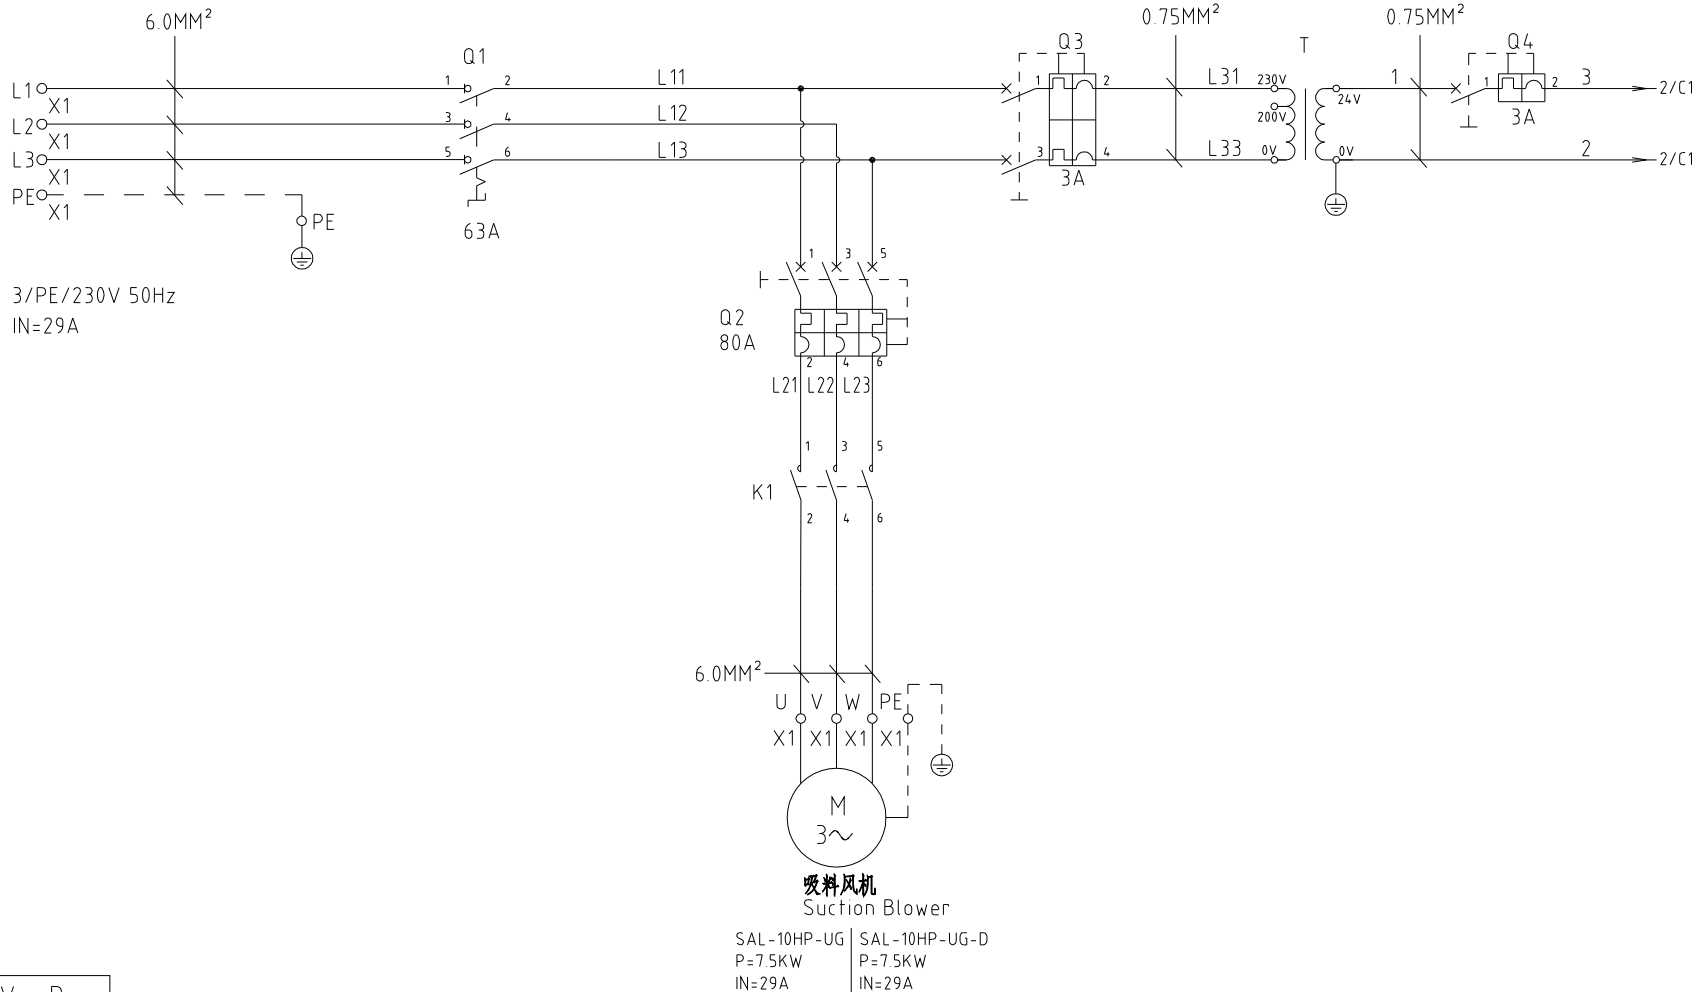 6.0MM²
0.75MM²
0.75MM²
Q1
Q3
T
Q4
L1
X1
1
2
L11
1
2
L31
230V
200V
24V
1
1
2
3
2/C1
3A
L2
X1
3
4
L12
L3
X1
5
6
L13
3
4
L33
0V
0V
2
2/C1
3A
PE
X1
PE
63A
3/PE/230V 50Hz
IN=29A
1
3
5
Q2
80A
2
4
6
L21
L22
L23
1
3
5
K1
2
4
6
6.0MM²
U
V
W
PE
X1
X1
X1
X1
M
3~
吸料风机
Suction Blower
SAL-10HP-UG
SAL-10HP-UG-D
P=7.5KW
P=7.5KW
IN=29A
IN=29A